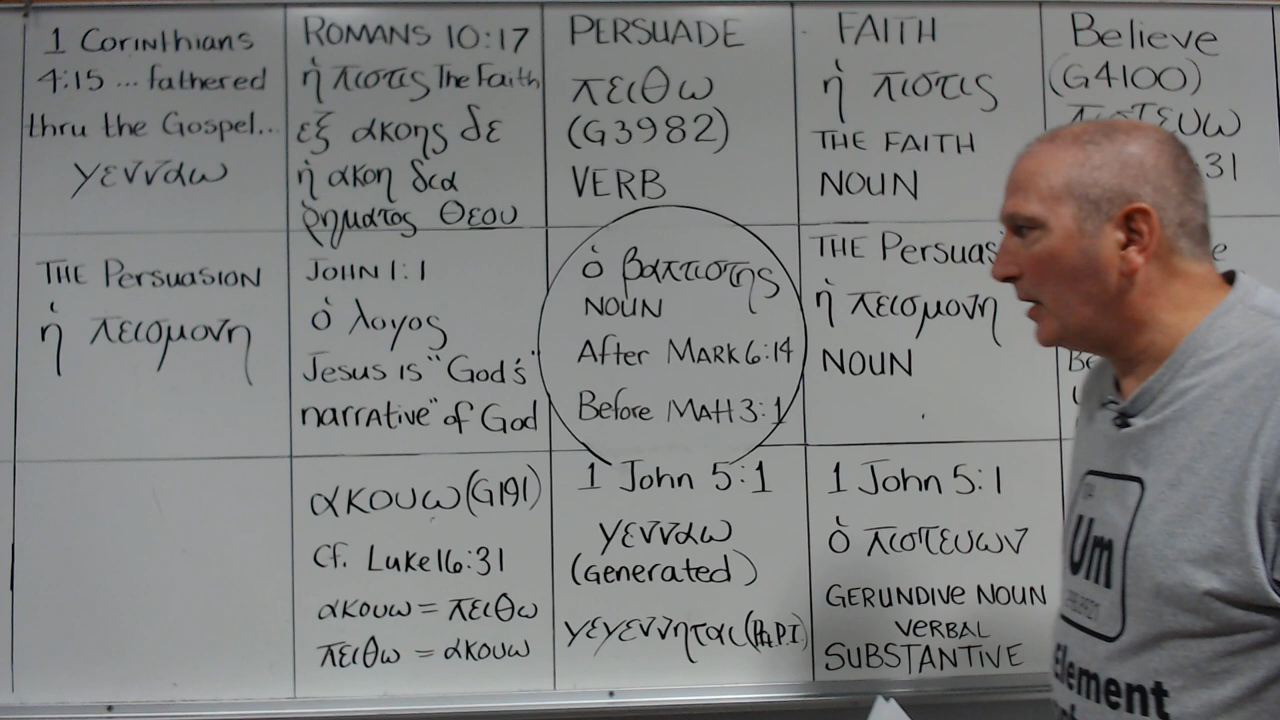 1 Corinthians
4:15 ... fathered
thru the Gospel...
γεννάω
ROMANS 10:17
ἡ πιστις The Faith
εξ ακοης δε
ἡ ακοη δια
ρηματος θεου
PERSUADE
πειθω
(G3982)
VERB
FAITH
ἡ πιστις
THE FAITH
NOUN
Believe
(G4100)
πιστευω
31
THE Persuasion
ἡ πεισμονη
JOHN 1:1
ὁ λογος
Jesus is "God's"
narrative" of God
ὁ βαπτιστης
NOUN
After MARK 6:14
Before MATT 3:1
THE Persuas
ἡ πεισμονη
NOUN
e
Be
ακουω (G191)
Cf. Luke 16:31
ακουω = πειθω
πειθω = ακουω
1 John 5:1
γενναω
(Generated)
γεγεννηται (Pf.P.I.)
1 John 5:1
ὁ πιστευων
GERUNDIVE NOUN
VERBAL
SUBSTANTIVE
Um
Element